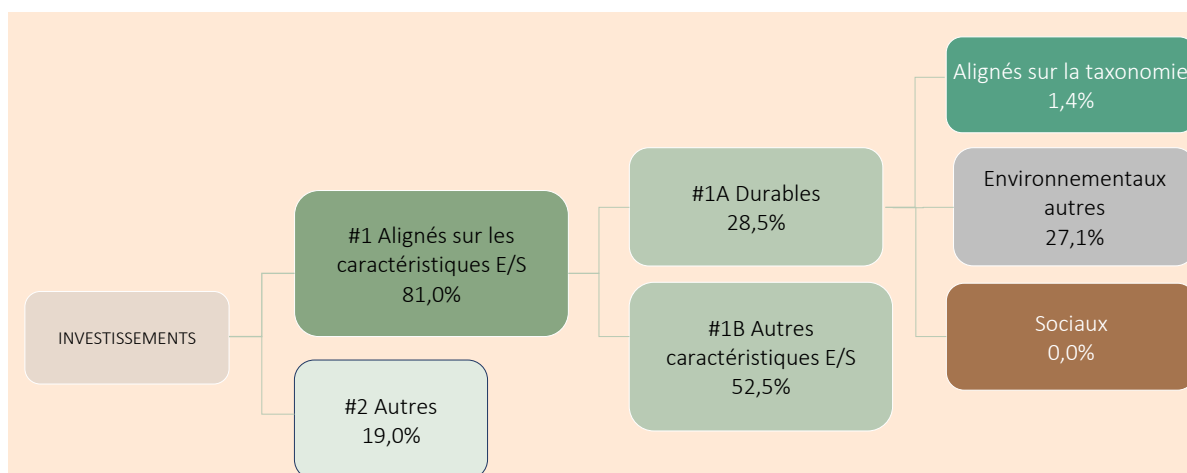 INVESTISSEMENTS
#1 Alignés sur les
caractéristiques E/S
81,0%
#2 Autres
19,0%
#1A Durables
28,5%
#1B Autres
caractéristiques E/S
52,5%
Alignés sur la taxonomie
1,4%
Environnementaux
autres
27,1%
Sociaux
0,0%